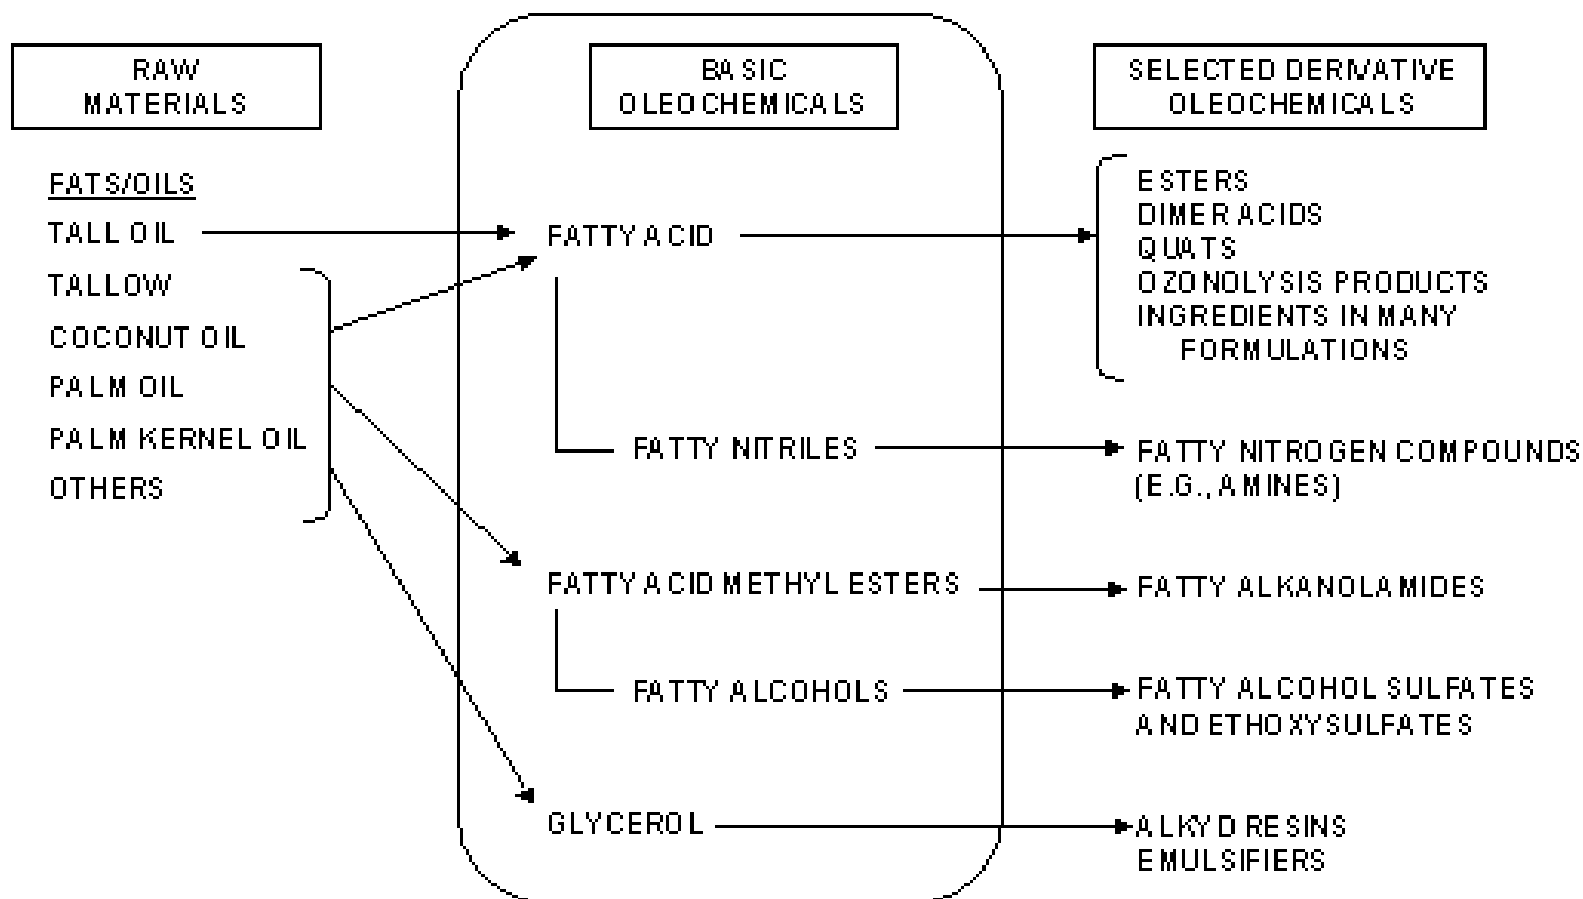 RAW
MATERIALS
FATS/OILS
TALL OIL
TALLOW
COCONUT OIL
PALM OIL
PALM KERNEL OIL
OTHERS
BASIC
OLEOCHEMICALS
FATTY ACID
FATTY NITRILES
FATTY ACID METHYL ESTERS
FATTY ALCOHOLS
GLYCEROL
SELECTED DERIVATIVE
OLEOCHEMICALS
ESTERS
DIMER ACIDS
QUATS
OZONOLYSIS PRODUCTS
INGREDIENTS IN MANY
FORMULATIONS
FATTY NITROGEN COMPOUNDS
(E.G., AMINES)
FATTY ALKANOLAMIDES
FATTY ALCOHOL SULFATES
AND ETHOXYSULFATES
ALKYD RESINS
EMULSIFIERS